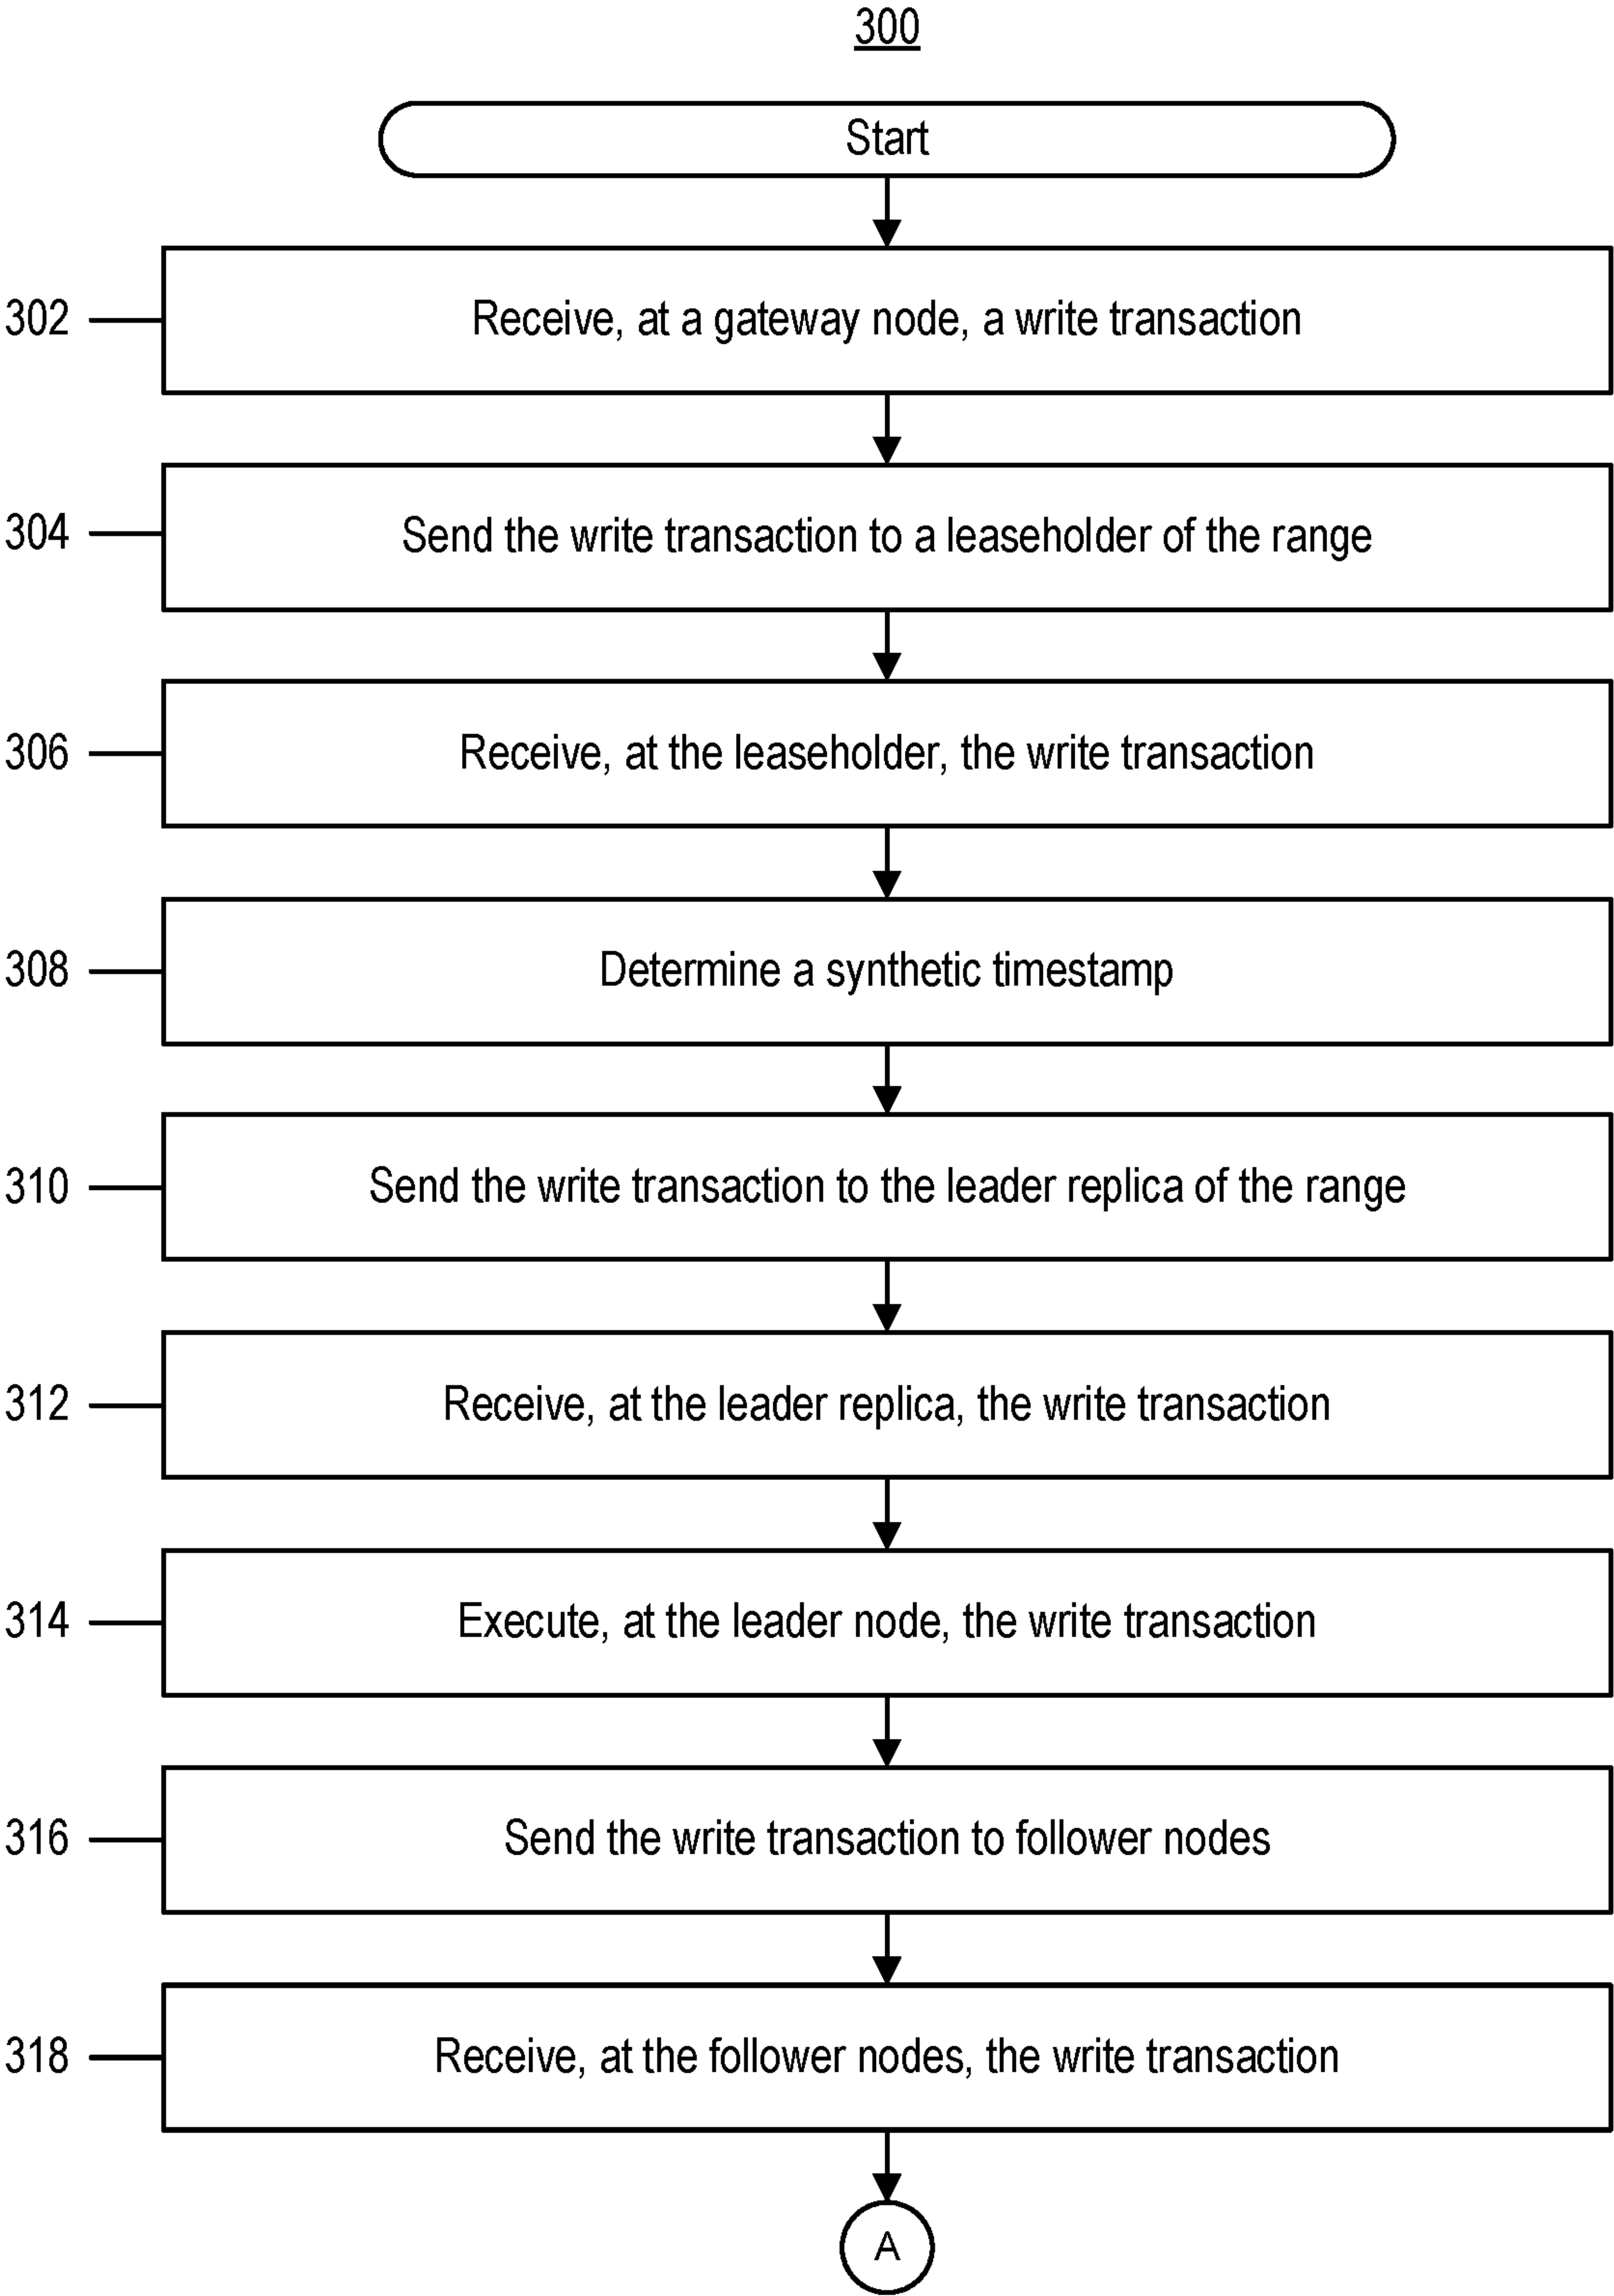 300
Start
302
Receive, at a gateway node, a write transaction
304
Send the write transaction to a leaseholder of the range
306
Receive, at the leaseholder, the write transaction
308
Determine a synthetic timestamp
310
Send the write transaction to the leader replica of the range
312
Receive, at the leader replica, the write transaction
314
Execute, at the leader node, the write transaction
316
Send the write transaction to follower nodes
318
Receive, at the follower nodes, the write transaction
A